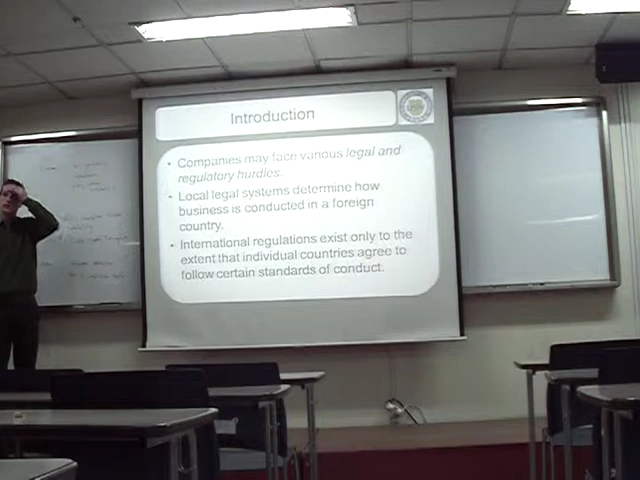 Introduction
• Companies may face various legal and
regulatory hurdles.
• Local legal systems determine how
business is conducted in a foreign
country.
• International regulations exist only to the
extent that individual countries agree to
follow certain standards of conduct.